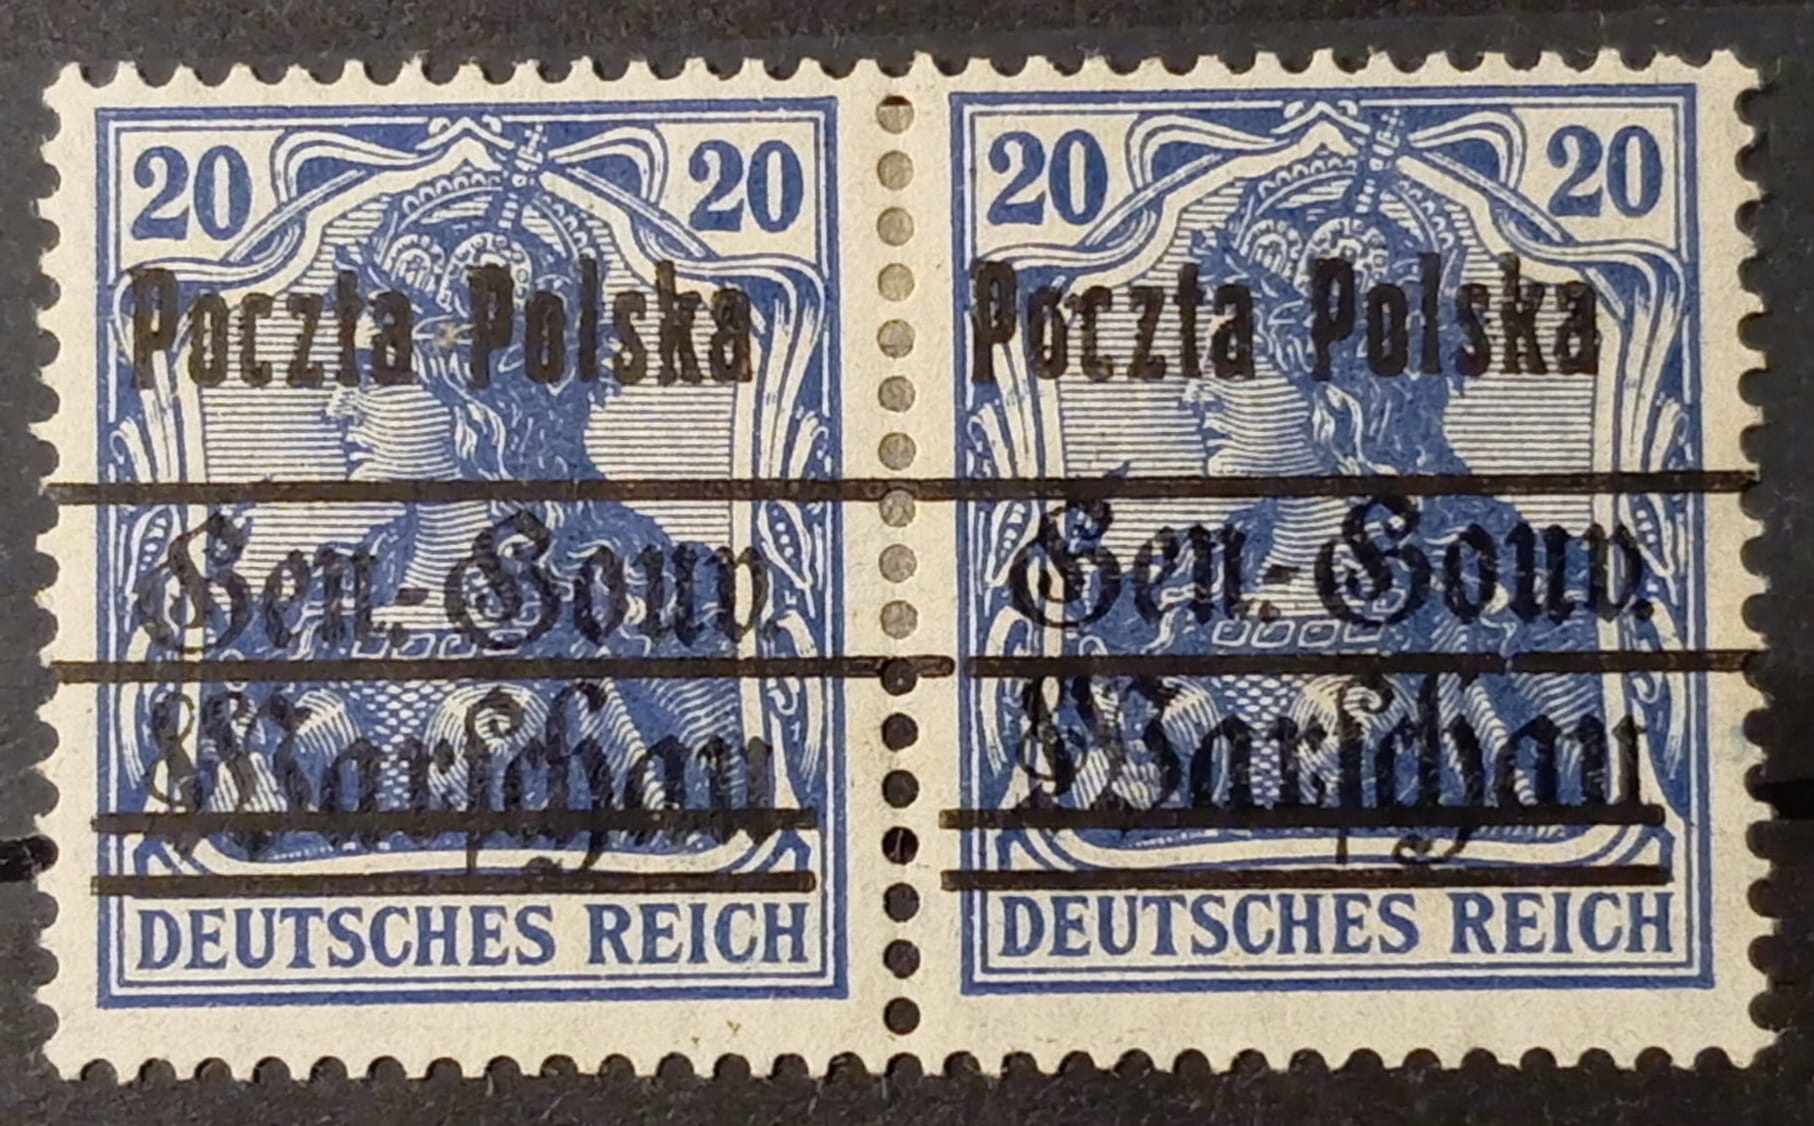 20 20 20 20
Poczta Polska Poczta Polska
Gen.-Gouv. Gen.-Gouv.
Warschau Warschau
DEUTSCHES REICH DEUTSCHES REICH